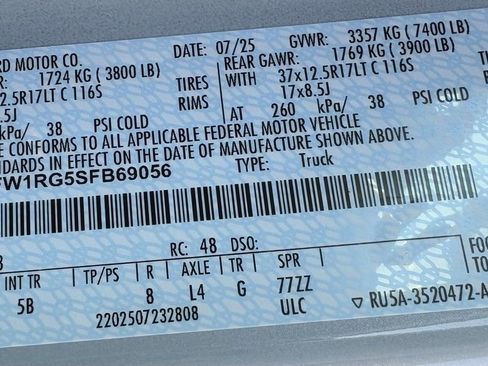 RD MOTOR CO. DATE: 07/25 GVWR: 3357 KG (7400 LB)
WR: 1724 KG (3800 LB) REAR GAWR: 1769 KG (3900 LB)
2.5R17LT C 116S TIRES WITH 37x12.5R17LT C 116S
.5J RIMS 17x8.5J
kPa/ 38 PSI COLD AT 260 kPa/ 38 PSI COLD
CONFORMS TO ALL APPLICABLE FEDERAL MOTOR VEHICLE
NDARDS IN EFFECT ON THE DATE OF MANUFACTURE SHOWN ABOVE.
W1RG5SFB69056 TYPE: Truck
RC: 48 DSO:
INT TR TP/PS R AXLE TR SPR
5B 8 L4 G 77ZZ
2202507232808 ULC ▽ RU5A-3520472-A
FOC
TO